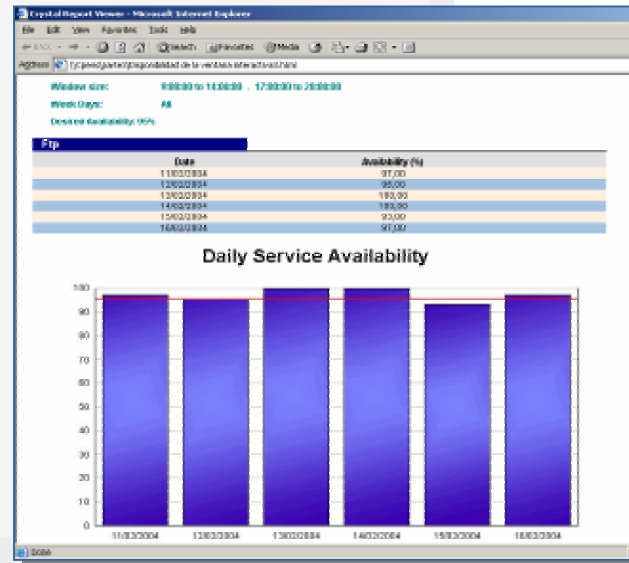 Crystal Report Viewer - Microsoft Internet Explorer
File Edit View Favorites Tools Help
Search Favorites Media
Address
Window size: 9:00:00 to 14:00:00 - 17:00:00 to 20:00:00
Week Days: All
Desired Availability: 95%
Ftp
Date Availability (%)
11/02/2004 97,00
12/02/2004
13/02/2004 100,00
14/02/2004 100,00
15/02/2004 93,00
16/02/2004 97,00
Daily Service Availability
100
90
80
70
60
50
40
30
20
10
0
11/02/2004 12/02/2004 13/02/2004 14/02/2004 15/02/2004 16/02/2004
Done